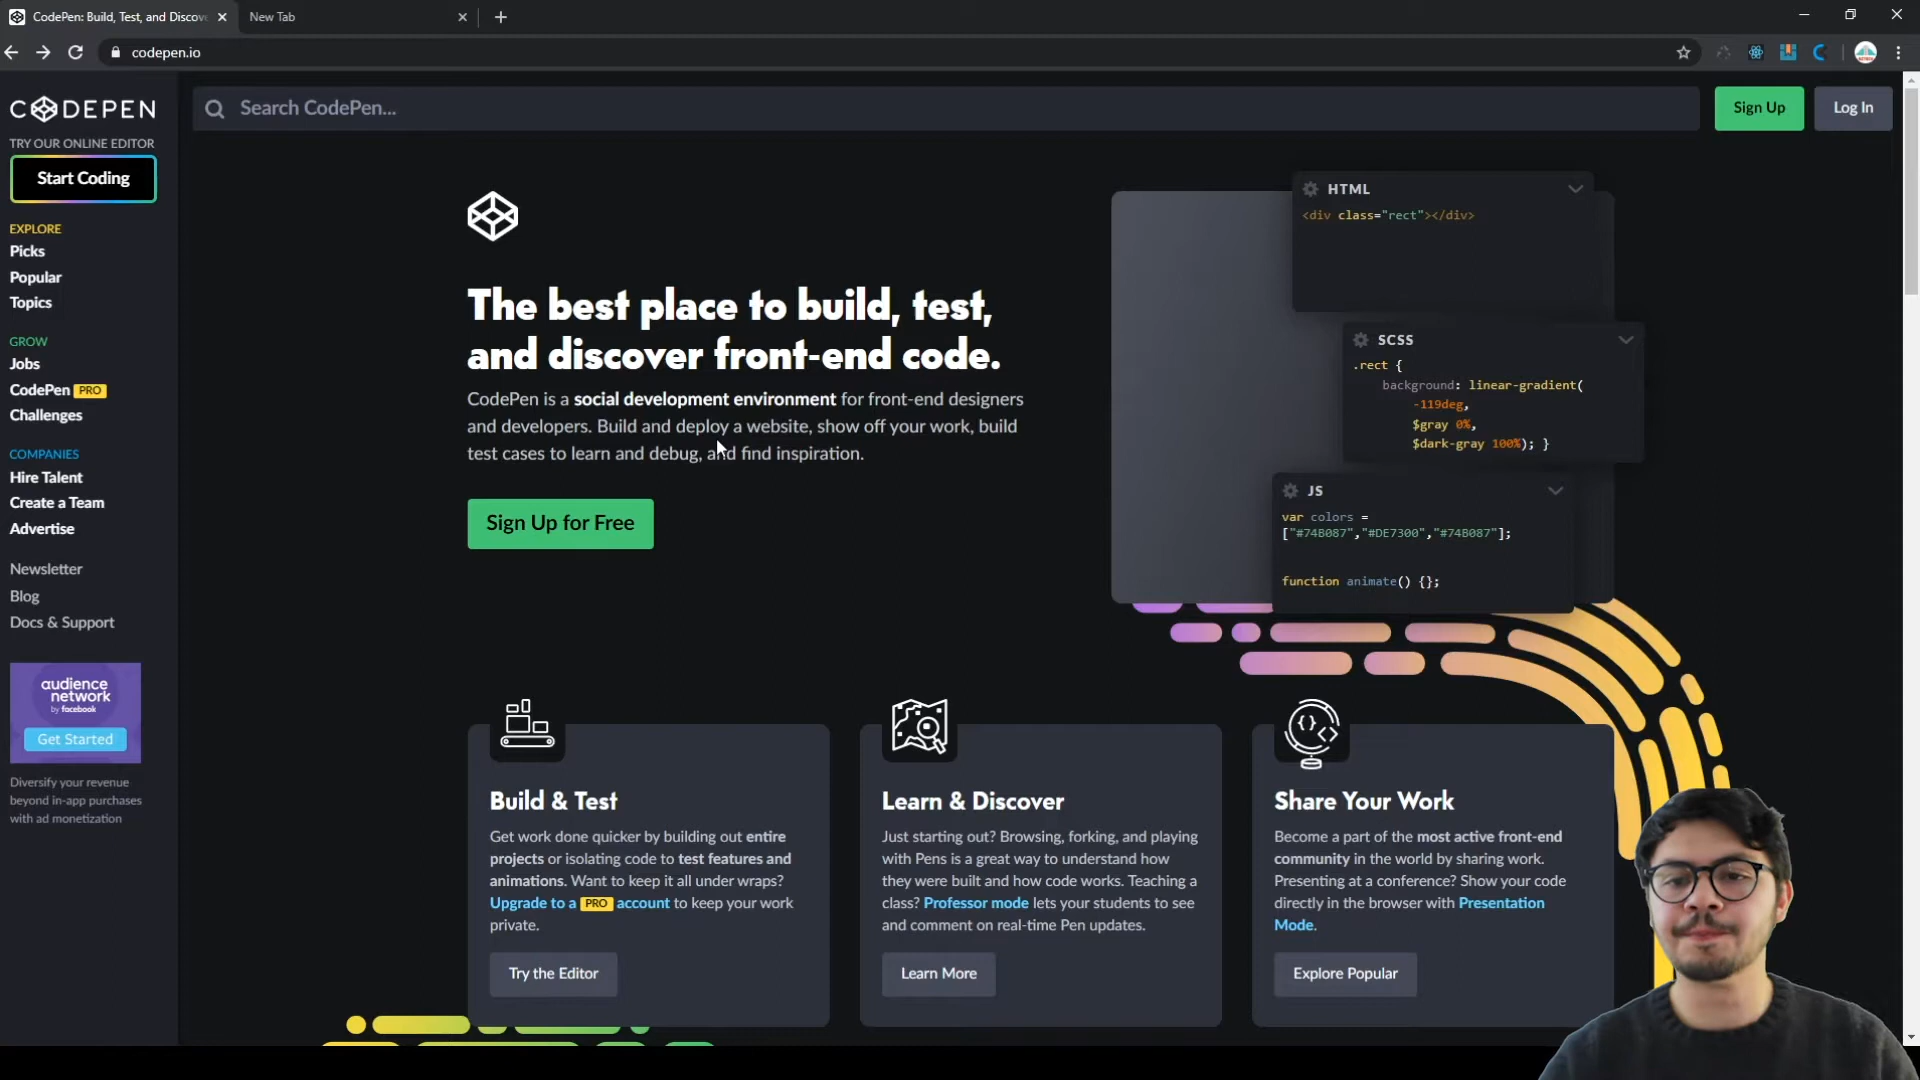 CodePen: Build, Test, and Discov
New Tab
codepen.io
CODEPEN
Search CodePen...
Sign Up
Log In
TRY OUR ONLINE EDITOR
Start Coding
EXPLORE
Picks
Popular
Topics
GROW
Jobs
CodePen PRO
Challenges
COMPANIES
Hire Talent
Create a Team
Advertise
Newsletter
Blog
Docs & Support
audience
network
by facebook
Get Started
Diversify your revenue
beyond in-app purchases
with ad monetization
The best place to build, test,
and discover front-end code.
CodePen is a social development environment for front-end designers
and developers. Build and deploy a website, show off your work, build
test cases to learn and debug, and find inspiration.
Sign Up for Free
HTML
<div class="rect"></div>
SCSS
.rect {
background: linear-gradient(
-119deg,
$gray 0%,
$dark-gray 100%); }
JS
var colors =
["#74B087","#DE7300","#74B087"];
function animate() {};
Build & Test
Get work done quicker by building out entire
projects or isolating code to test features and
animations. Want to keep it all under wraps?
Upgrade to a PRO account to keep your work
private.
Try the Editor
Learn & Discover
Just starting out? Browsing, forking, and playing
with Pens is a great way to understand how
they were built and how code works. Teaching a
class? Professor mode lets your students to see
and comment on real-time Pen updates.
Learn More
Share Your Work
Become a part of the most active front-end
community in the world by sharing work.
Presenting at a conference? Show your code
directly in the browser with Presentation
Mode.
Explore Popular